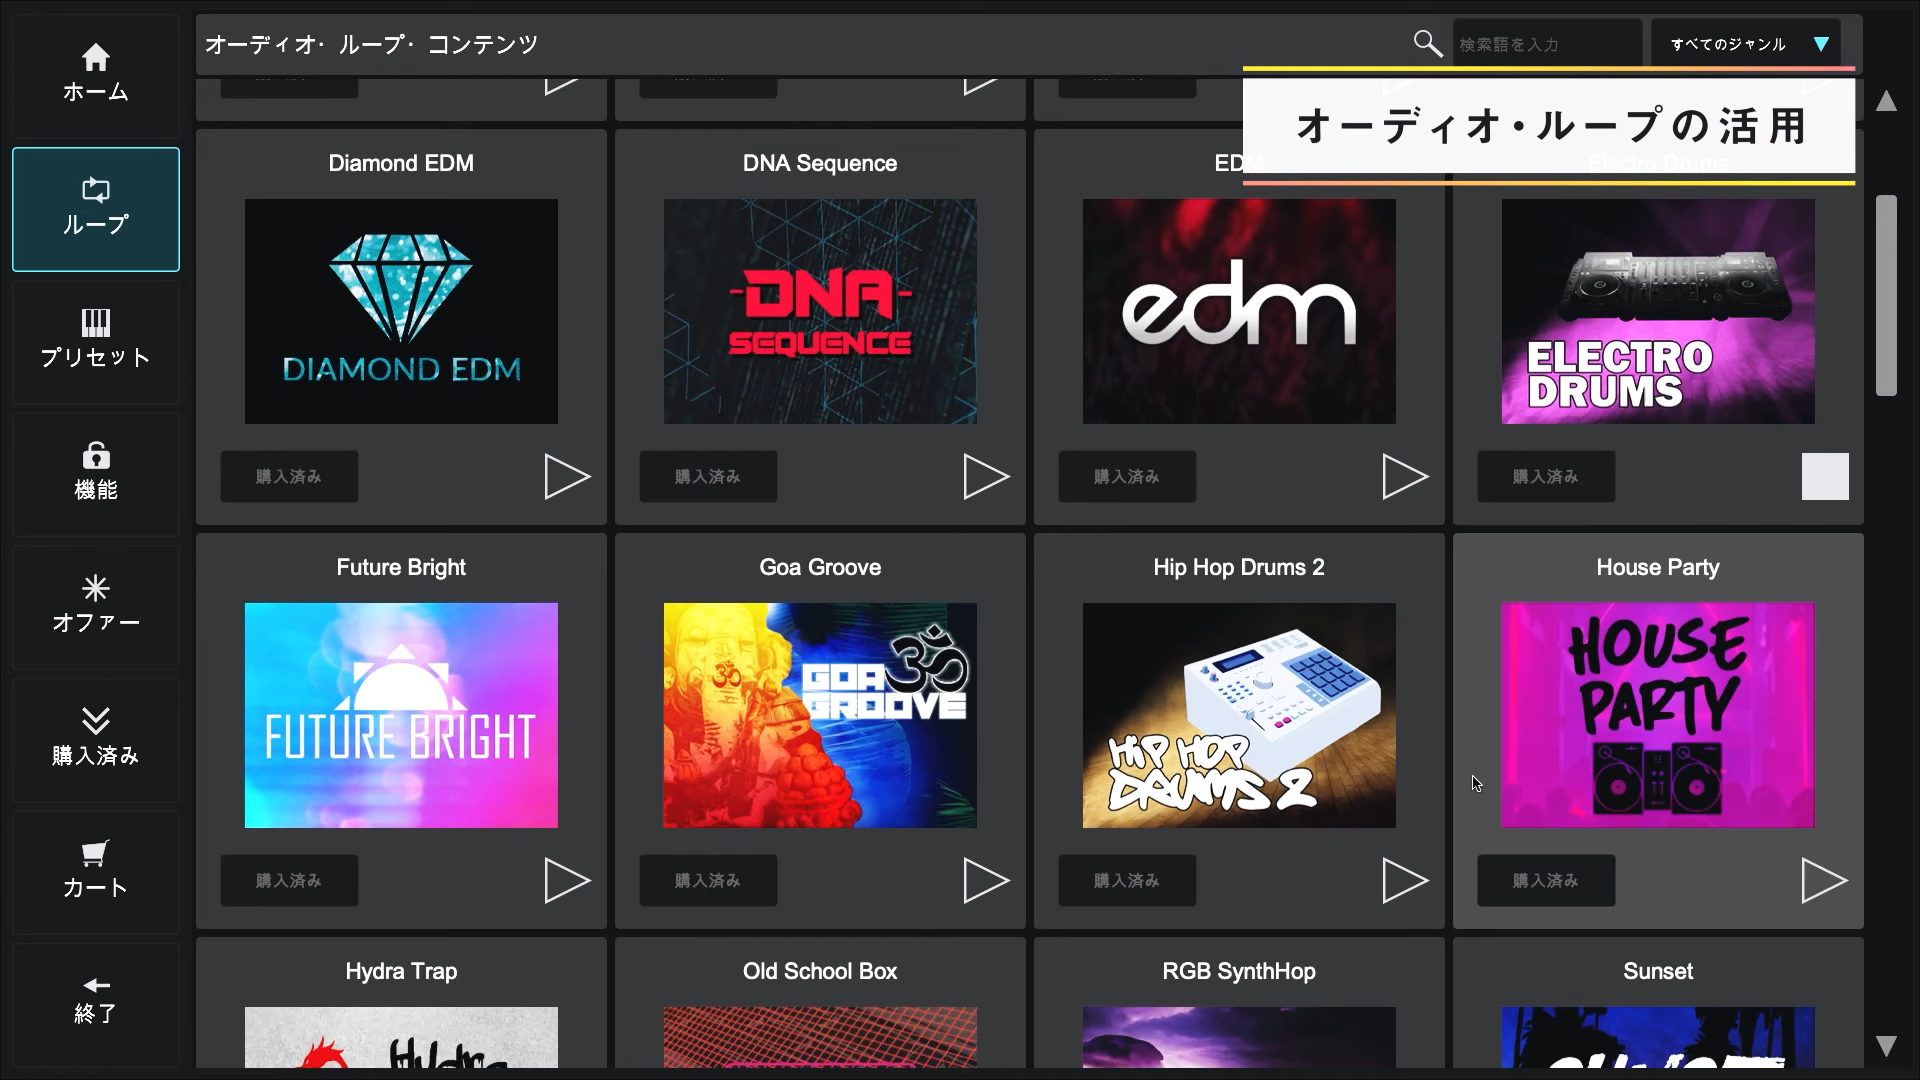 ホーム
ループ
プリセット
機能
オファー
購入済み
カート
終了
オーディオ・ループ・コンテンツ
検索語を入力
すべてのジャンル
オーディオ・ループの活用
Diamond EDM
DNA Sequence
EDM
Electro Drums
DIAMOND EDM
-DNA-
SEQUENCE
edm
ELECTRO
DRUMS
購入済み
購入済み
購入済み
購入済み
Future Bright
Goa Groove
Hip Hop Drums 2
House Party
FUTURE BRIGHT
GOA
GROOVE
HIP HOP
DRUMS 2
HOUSE
PARTY
購入済み
購入済み
購入済み
購入済み
Hydra Trap
Old School Box
RGB SynthHop
Sunset
Hydra